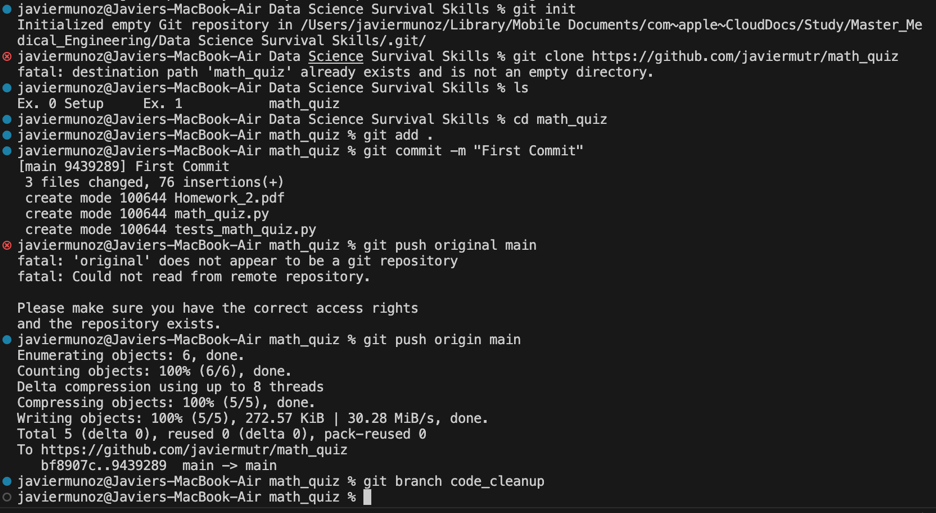 javiermunoz@Javiers-MacBook-Air Data Science Survival Skills % git init
Initialized empty Git repository in /Users/javiermunoz/Library/Mobile Documents/com~apple~CloudDocs/Study/Master_Me
dical_Engineering/Data Science Survival Skills/.git/
javiermunoz@Javiers-MacBook-Air Data Science Survival Skills % git clone https://github.com/javiermutr/math_quiz
fatal: destination path 'math_quiz' already exists and is not an empty directory.
javiermunoz@Javiers-MacBook-Air Data Science Survival Skills % ls
Ex. 0 Setup     Ex. 1           math_quiz
javiermunoz@Javiers-MacBook-Air Data Science Survival Skills % cd math_quiz
javiermunoz@Javiers-MacBook-Air math_quiz % git add .
javiermunoz@Javiers-MacBook-Air math_quiz % git commit -m "First Commit"
[main 9439289] First Commit
 3 files changed, 76 insertions(+)
 create mode 100644 Homework_2.pdf
 create mode 100644 math_quiz.py
 create mode 100644 tests_math_quiz.py
javiermunoz@Javiers-MacBook-Air math_quiz % git push original main
fatal: 'original' does not appear to be a git repository
fatal: Could not read from remote repository.

Please make sure you have the correct access rights
and the repository exists.
javiermunoz@Javiers-MacBook-Air math_quiz % git push origin main
Enumerating objects: 6, done.
Counting objects: 100% (6/6), done.
Delta compression using up to 8 threads
Compressing objects: 100% (5/5), done.
Writing objects: 100% (5/5), 272.57 KiB | 30.28 MiB/s, done.
Total 5 (delta 0), reused 0 (delta 0), pack-reused 0
To https://github.com/javiermutr/math_quiz
   bf8907c..9439289  main -> main
javiermunoz@Javiers-MacBook-Air math_quiz % git branch code_cleanup
javiermunoz@Javiers-MacBook-Air math_quiz %